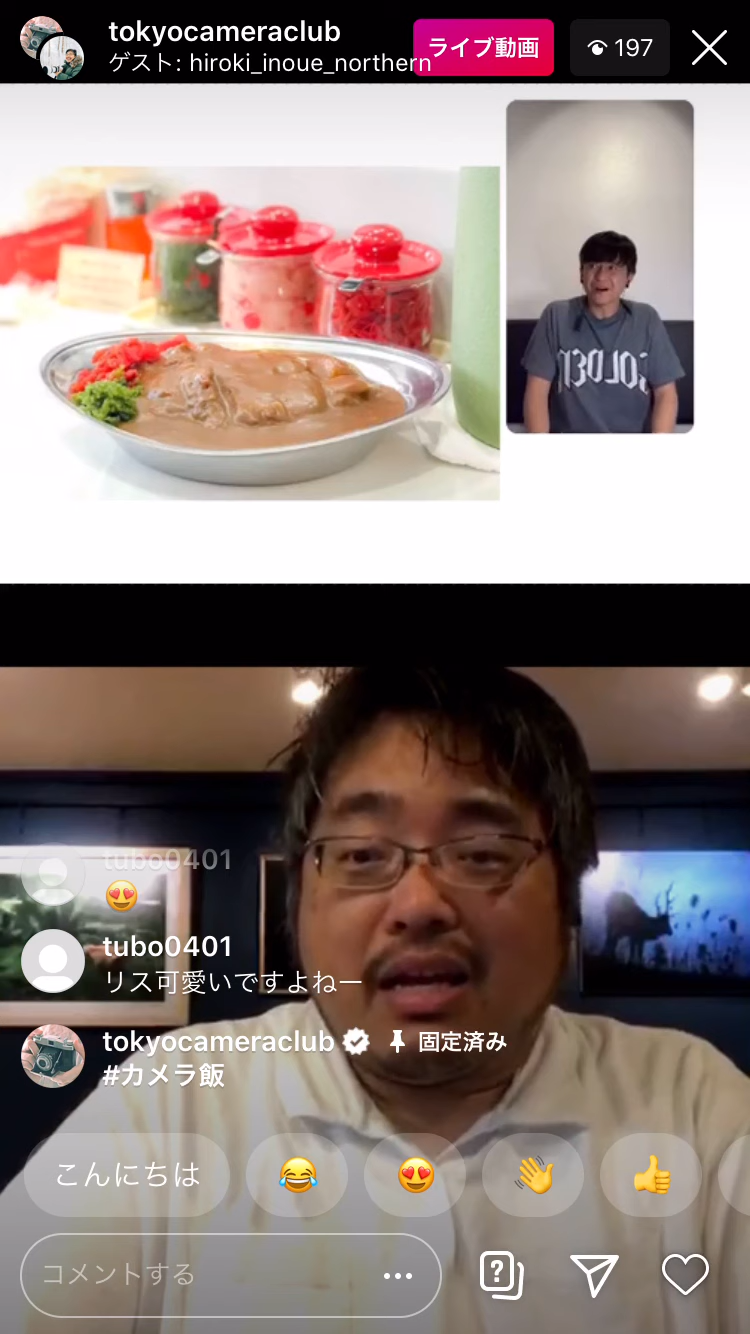 tokyocameraclub
ゲスト: hiroki_inoue_northern
ライブ動画
197
GOLDEN
tubo0401
tubo0401
リス可愛いですよねー
tokyocameraclub 固定済み
#カメラ飯
こんにちは
コメントする